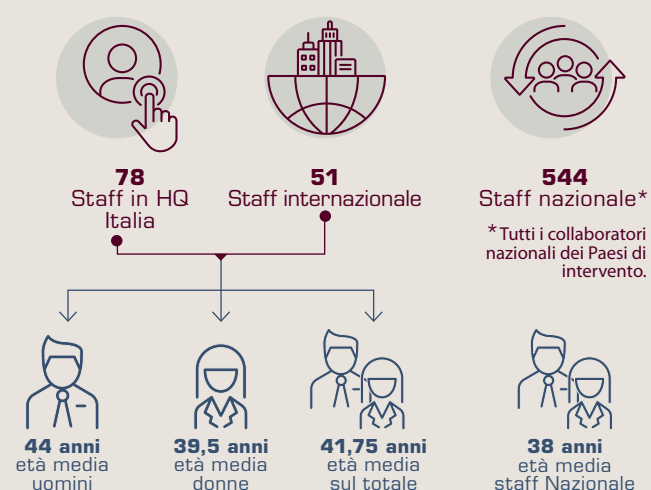 78
Staff in HQ
Italia
51
Staff internazionale
544
Staff nazionale*
*Tutti i collaboratori
nazionali dei Paesi di
intervento.
44 anni
età media
uomini
39,5 anni
età media
donne
41,75 anni
età media
sul totale
38 anni
età media
staff Nazionale